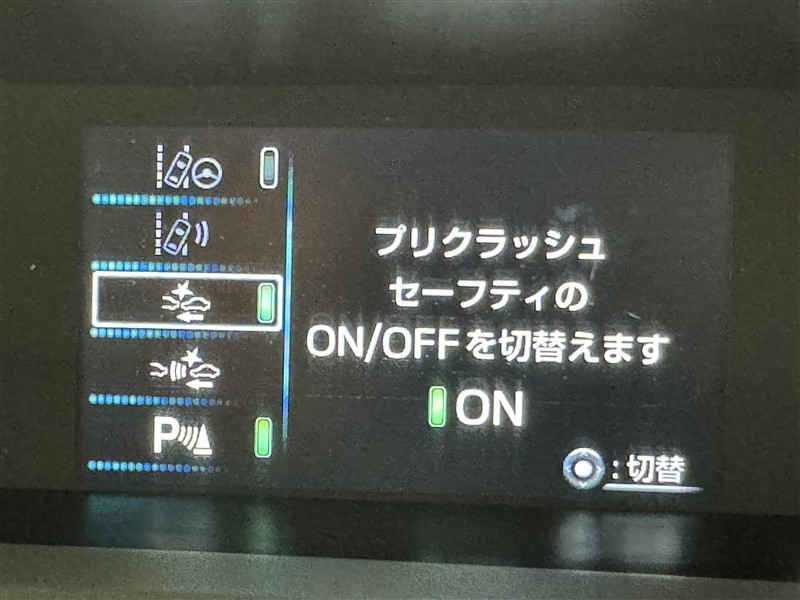 プリクラッシュ
セーフティの
ON/OFFを切替えます
ON
:切替
P